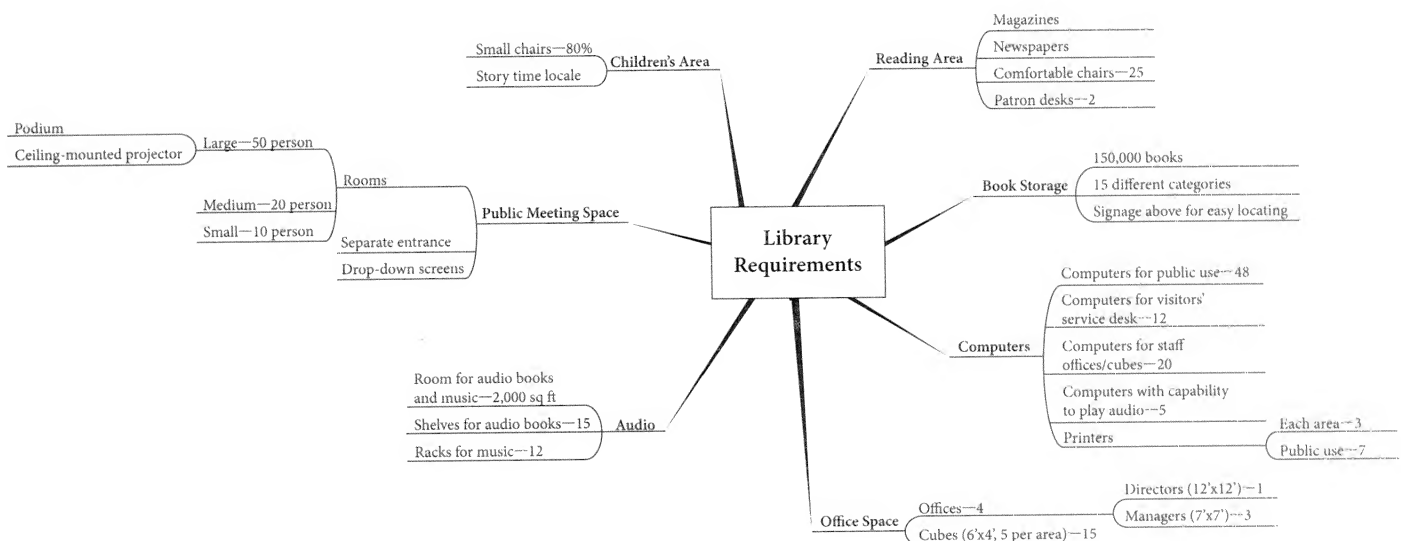 Library
Requirements
Children's Area
Small chairs—80%
Story time locale
Reading Area
Magazines
Newspapers
Comfortable chairs—25
Patron desks—2
Public Meeting Space
Rooms
Large—50 person
Podium
Ceiling-mounted projector
Medium—20 person
Small—10 person
Separate entrance
Drop-down screens
Book Storage
150,000 books
15 different categories
Signage above for easy locating
Computers
Computers for public use—48
Computers for visitors'
service desk—12
Computers for staff
offices/cubes—20
Computers with capability
to play audio—5
Printers
Each area—3
Public use—7
Audio
Room for audio books
and music—2,000 sq ft
Shelves for audio books—15
Racks for music—12
Office Space
Offices—4
Directors (12'x12')—1
Managers (7'x7')—3
Cubes (6'x4', 5 per area)—15